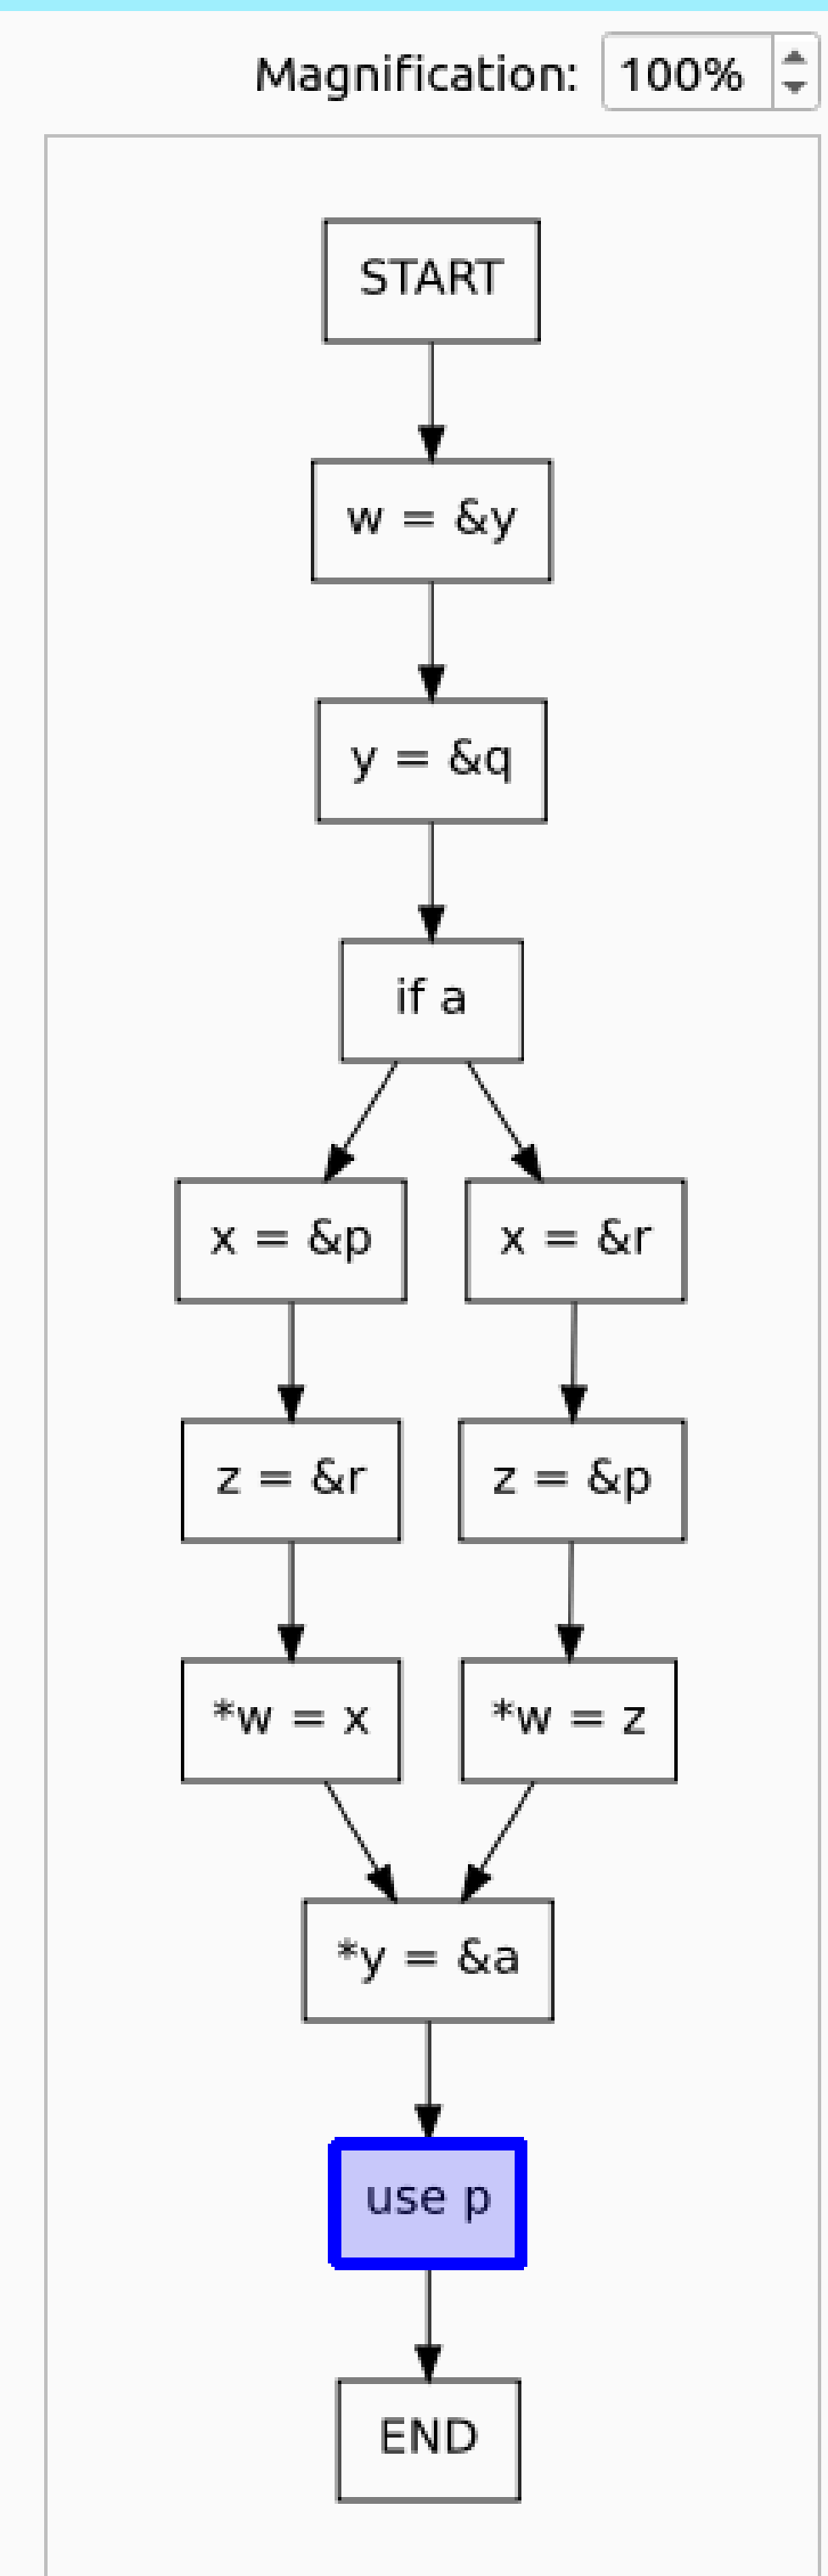 Magnification: 100%
START
w = &y
y = &q
if a
x = &p
x = &r
z = &r
z = &p
*w = x
*w = z
*y = &a
use p
END